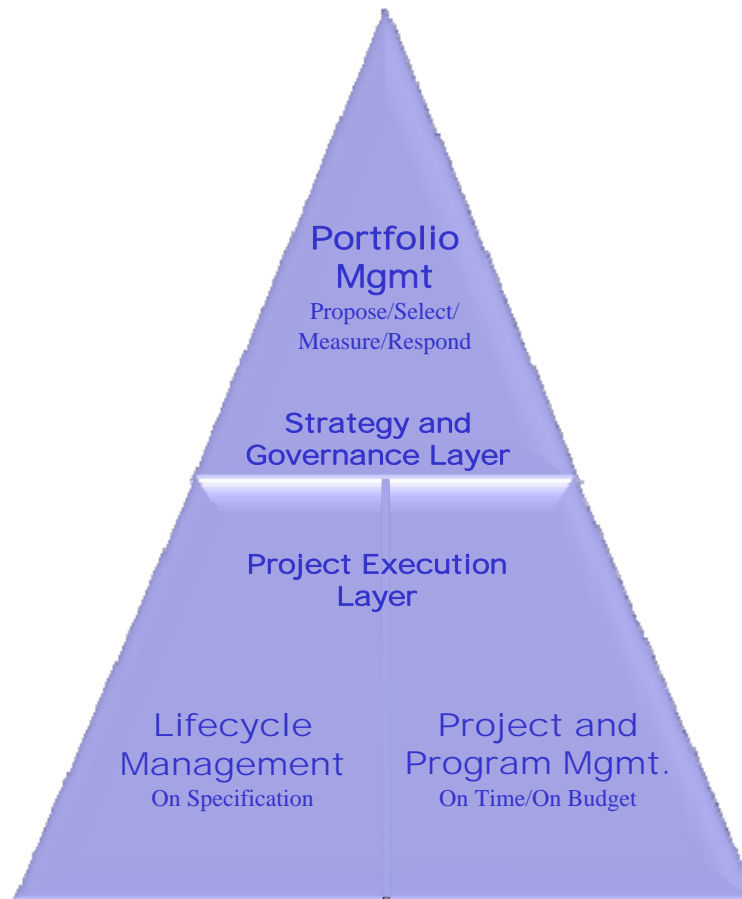 Portfolio
Mgmt
Propose/Select/
Measure/Respond
Strategy and
Governance Layer
Project Execution
Layer
Lifecycle
Management
On Specification
Project and
Program Mgmt.
On Time/On Budget